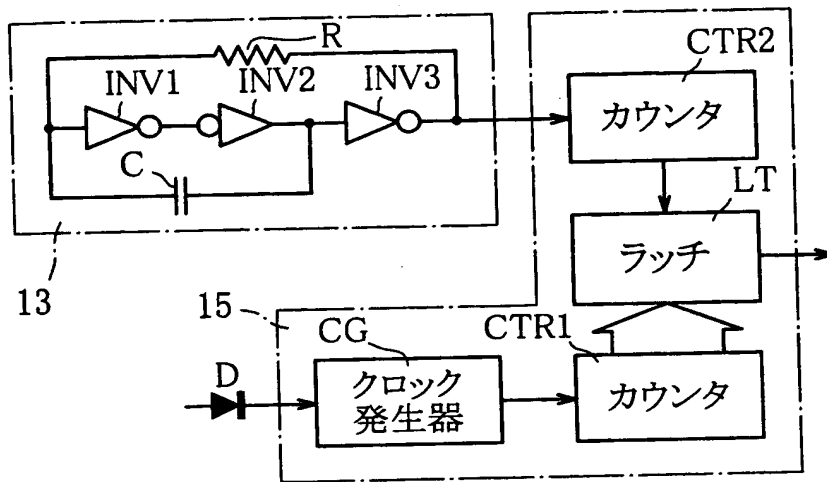 R
CTR2
INV1
INV2
INV3
カウンタ
C
LT
ラッチ
13
15
CG
CTR1
D
クロック
発生器
カウンタ